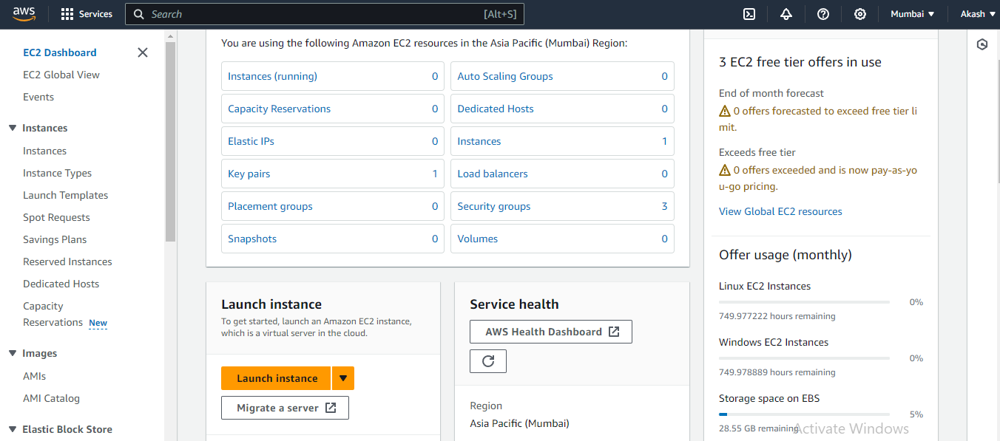 aws
Services
Search
[Alt+S]
Mumbai
Akash
EC2 Dashboard
EC2 Global View
Events
Instances
Instances
Instance Types
Launch Templates
Spot Requests
Savings Plans
Reserved Instances
Dedicated Hosts
Capacity
Reservations New
Images
AMIs
AMI Catalog
Elastic Block Store
You are using the following Amazon EC2 resources in the Asia Pacific (Mumbai) Region:
Instances (running) 0
Auto Scaling Groups 0
Capacity Reservations 0
Dedicated Hosts 0
Elastic IPs 0
Instances 1
Key pairs 1
Load balancers 0
Placement groups 0
Security groups 3
Snapshots 0
Volumes 0
Launch instance
To get started, launch an Amazon EC2 instance,
which is a virtual server in the cloud.
Launch instance
Migrate a server
Service health
AWS Health Dashboard
Region
Asia Pacific (Mumbai)
3 EC2 free tier offers in use
End of month forecast
0 offers forecasted to exceed free tier li
mit.
Exceeds free tier
0 offers exceeded and is now pay-as-yo
u-go pricing.
View Global EC2 resources
Offer usage (monthly)
Linux EC2 Instances
0%
749.977222 hours remaining
Windows EC2 Instances
0%
749.978889 hours remaining
Storage space on EBS
5%
28.55 GB remaining
Activate Windows